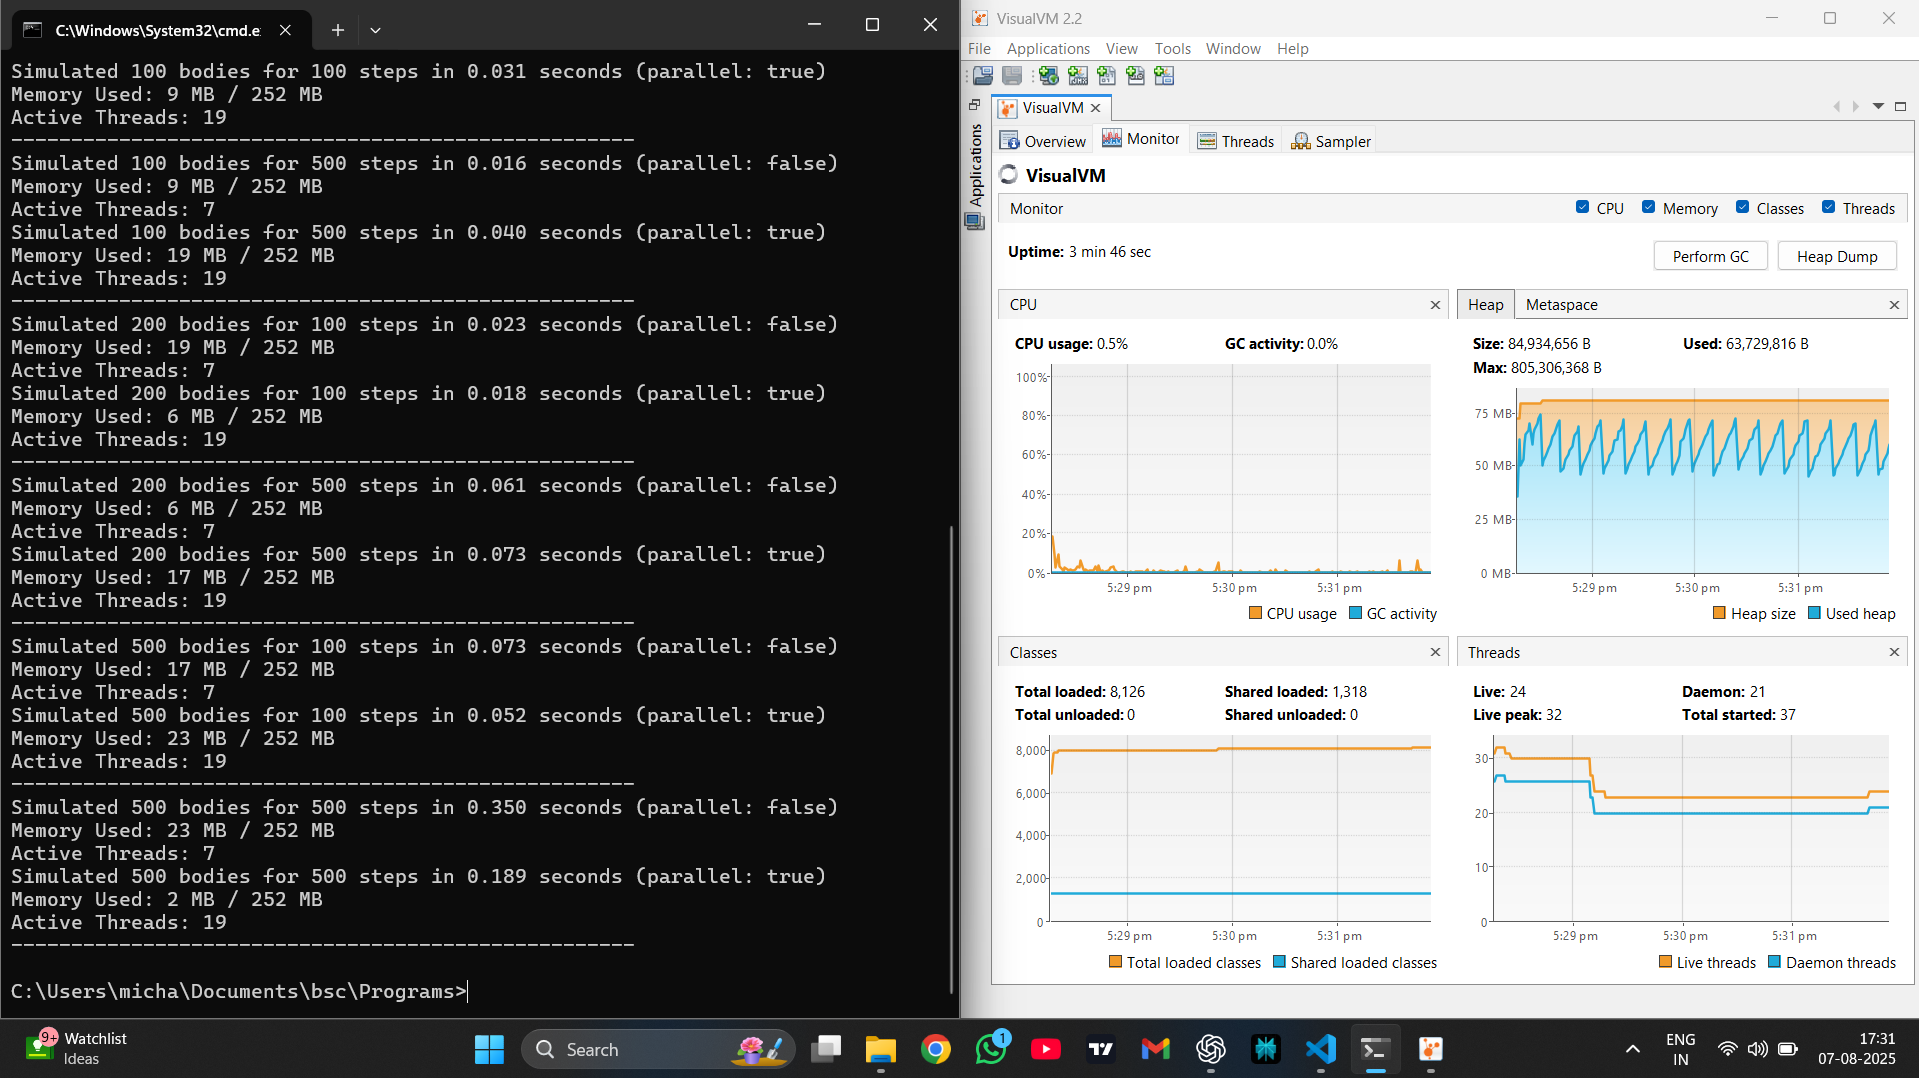 C:\Windows\System32\cmd.e
Simulated 100 bodies for 100 steps in 0.031 seconds (parallel: true)
Memory Used: 9 MB / 252 MB
Active Threads: 19
----------------------------------------------------
Simulated 100 bodies for 500 steps in 0.016 seconds (parallel: false)
Memory Used: 9 MB / 252 MB
Active Threads: 7
Simulated 100 bodies for 500 steps in 0.040 seconds (parallel: true)
Memory Used: 19 MB / 252 MB
Active Threads: 19
----------------------------------------------------
Simulated 200 bodies for 100 steps in 0.023 seconds (parallel: false)
Memory Used: 19 MB / 252 MB
Active Threads: 7
Simulated 200 bodies for 100 steps in 0.018 seconds (parallel: true)
Memory Used: 6 MB / 252 MB
Active Threads: 19
----------------------------------------------------
Simulated 200 bodies for 500 steps in 0.061 seconds (parallel: false)
Memory Used: 6 MB / 252 MB
Active Threads: 7
Simulated 200 bodies for 500 steps in 0.073 seconds (parallel: true)
Memory Used: 17 MB / 252 MB
Active Threads: 19
----------------------------------------------------
Simulated 500 bodies for 100 steps in 0.073 seconds (parallel: false)
Memory Used: 17 MB / 252 MB
Active Threads: 7
Simulated 500 bodies for 100 steps in 0.052 seconds (parallel: true)
Memory Used: 23 MB / 252 MB
Active Threads: 19
----------------------------------------------------
Simulated 500 bodies for 500 steps in 0.350 seconds (parallel: false)
Memory Used: 23 MB / 252 MB
Active Threads: 7
Simulated 500 bodies for 500 steps in 0.189 seconds (parallel: true)
Memory Used: 2 MB / 252 MB
Active Threads: 19
----------------------------------------------------
C:\Users\micha\Documents\bsc\Programs>
VisualVM 2.2
File Applications View Tools Window Help
Applications
VisualVM
Overview Monitor Threads Sampler
VisualVM
Monitor CPU Memory Classes Threads
Uptime: 3 min 46 sec
Perform GC Heap Dump
CPU
CPU usage: 0.5% GC activity: 0.0%
100%
80%
60%
40%
20%
0%
5:29 pm 5:30 pm 5:31 pm
CPU usage GC activity
Heap Metaspace
Size: 84,934,656 B Used: 63,729,816 B
Max: 805,306,368 B
75 MB
50 MB
25 MB
0 MB
5:29 pm 5:30 pm 5:31 pm
Heap size Used heap
Classes
Total loaded: 8,126 Shared loaded: 1,318
Total unloaded: 0 Shared unloaded: 0
8,000
6,000
4,000
2,000
0
5:29 pm 5:30 pm 5:31 pm
Total loaded classes Shared loaded classes
Threads
Live: 24 Daemon: 21
Live peak: 32 Total started: 37
30
20
10
0
5:29 pm 5:30 pm 5:31 pm
Live threads Daemon threads
9+
Watchlist
Ideas
Search
1
ENG
IN
17:31
07-08-2025